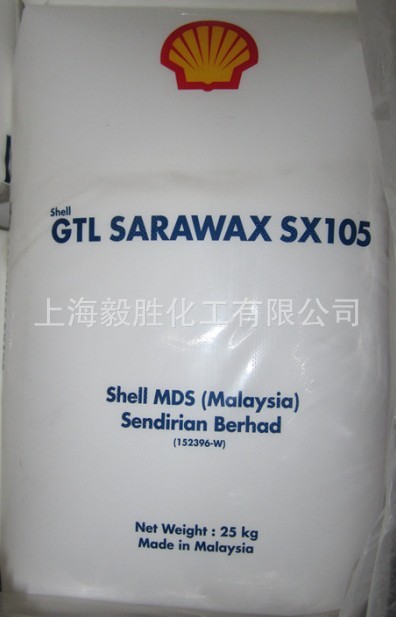 Shell
GTL SARAWAX SX105
上海毅胜化工有限公司
Shell MDS (Malaysia)
Sendirian Berhad
(152396-W)
Net Weight : 25 kg
Made in Malaysia